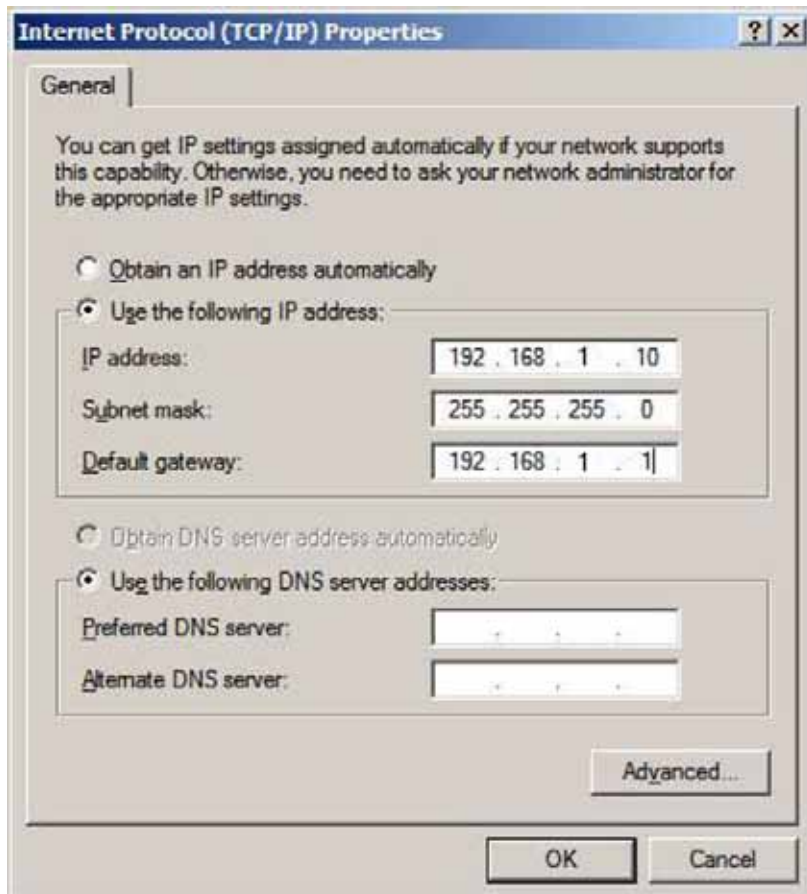 Internet Protocol (TCP/IP) Properties
General
You can get IP settings assigned automatically if your network supports
this capability. Otherwise, you need to ask your network administrator for
the appropriate IP settings.
Obtain an IP address automatically
Use the following IP address:
IP address: 192 . 168 . 1 . 10
Subnet mask: 255 . 255 . 255 . 0
Default gateway: 192 . 168 . 1 . 1
Obtain DNS server address automatically
Use the following DNS server addresses:
Preferred DNS server: . . .
Alternate DNS server: . . .
Advanced...
OK Cancel